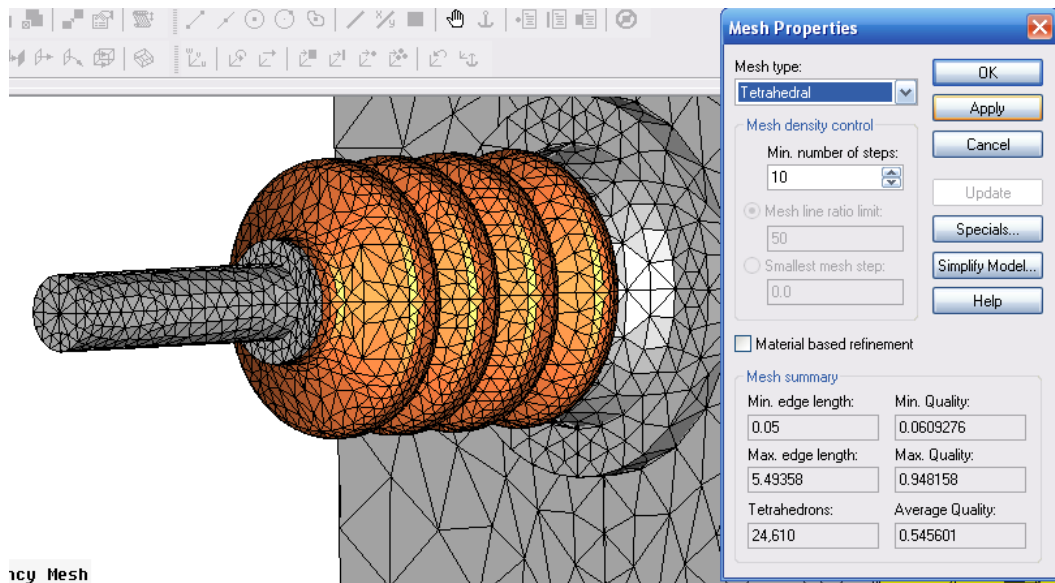 Mesh Properties
Mesh type:
Tetrahedral
OK
Apply
Mesh density control
Cancel
Min. number of steps:
10
Update
Mesh line ratio limit:
50
Specials...
Smallest mesh step:
Simplify Model...
0.0
Help
Material based refinement
Mesh summary
Min. edge length: Min. Quality:
0.05 0.0609276
Max. edge length: Max. Quality:
5.49358 0.948158
Tetrahedrons: Average Quality:
24,610 0.545601
ncy Mesh